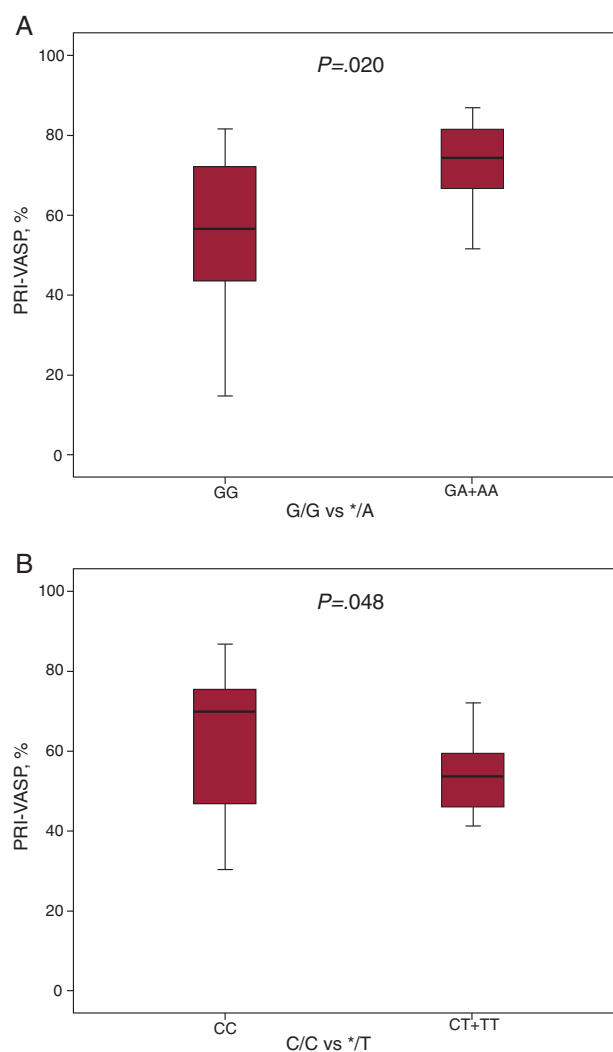 A
P=.020
100
80
60
40
20
0
PRI-VASP, %
GG
GA+AA
G/G vs */A
B
P=.048
100
80
60
40
20
0
PRI-VASP, %
CC
CT+TT
C/C vs */T